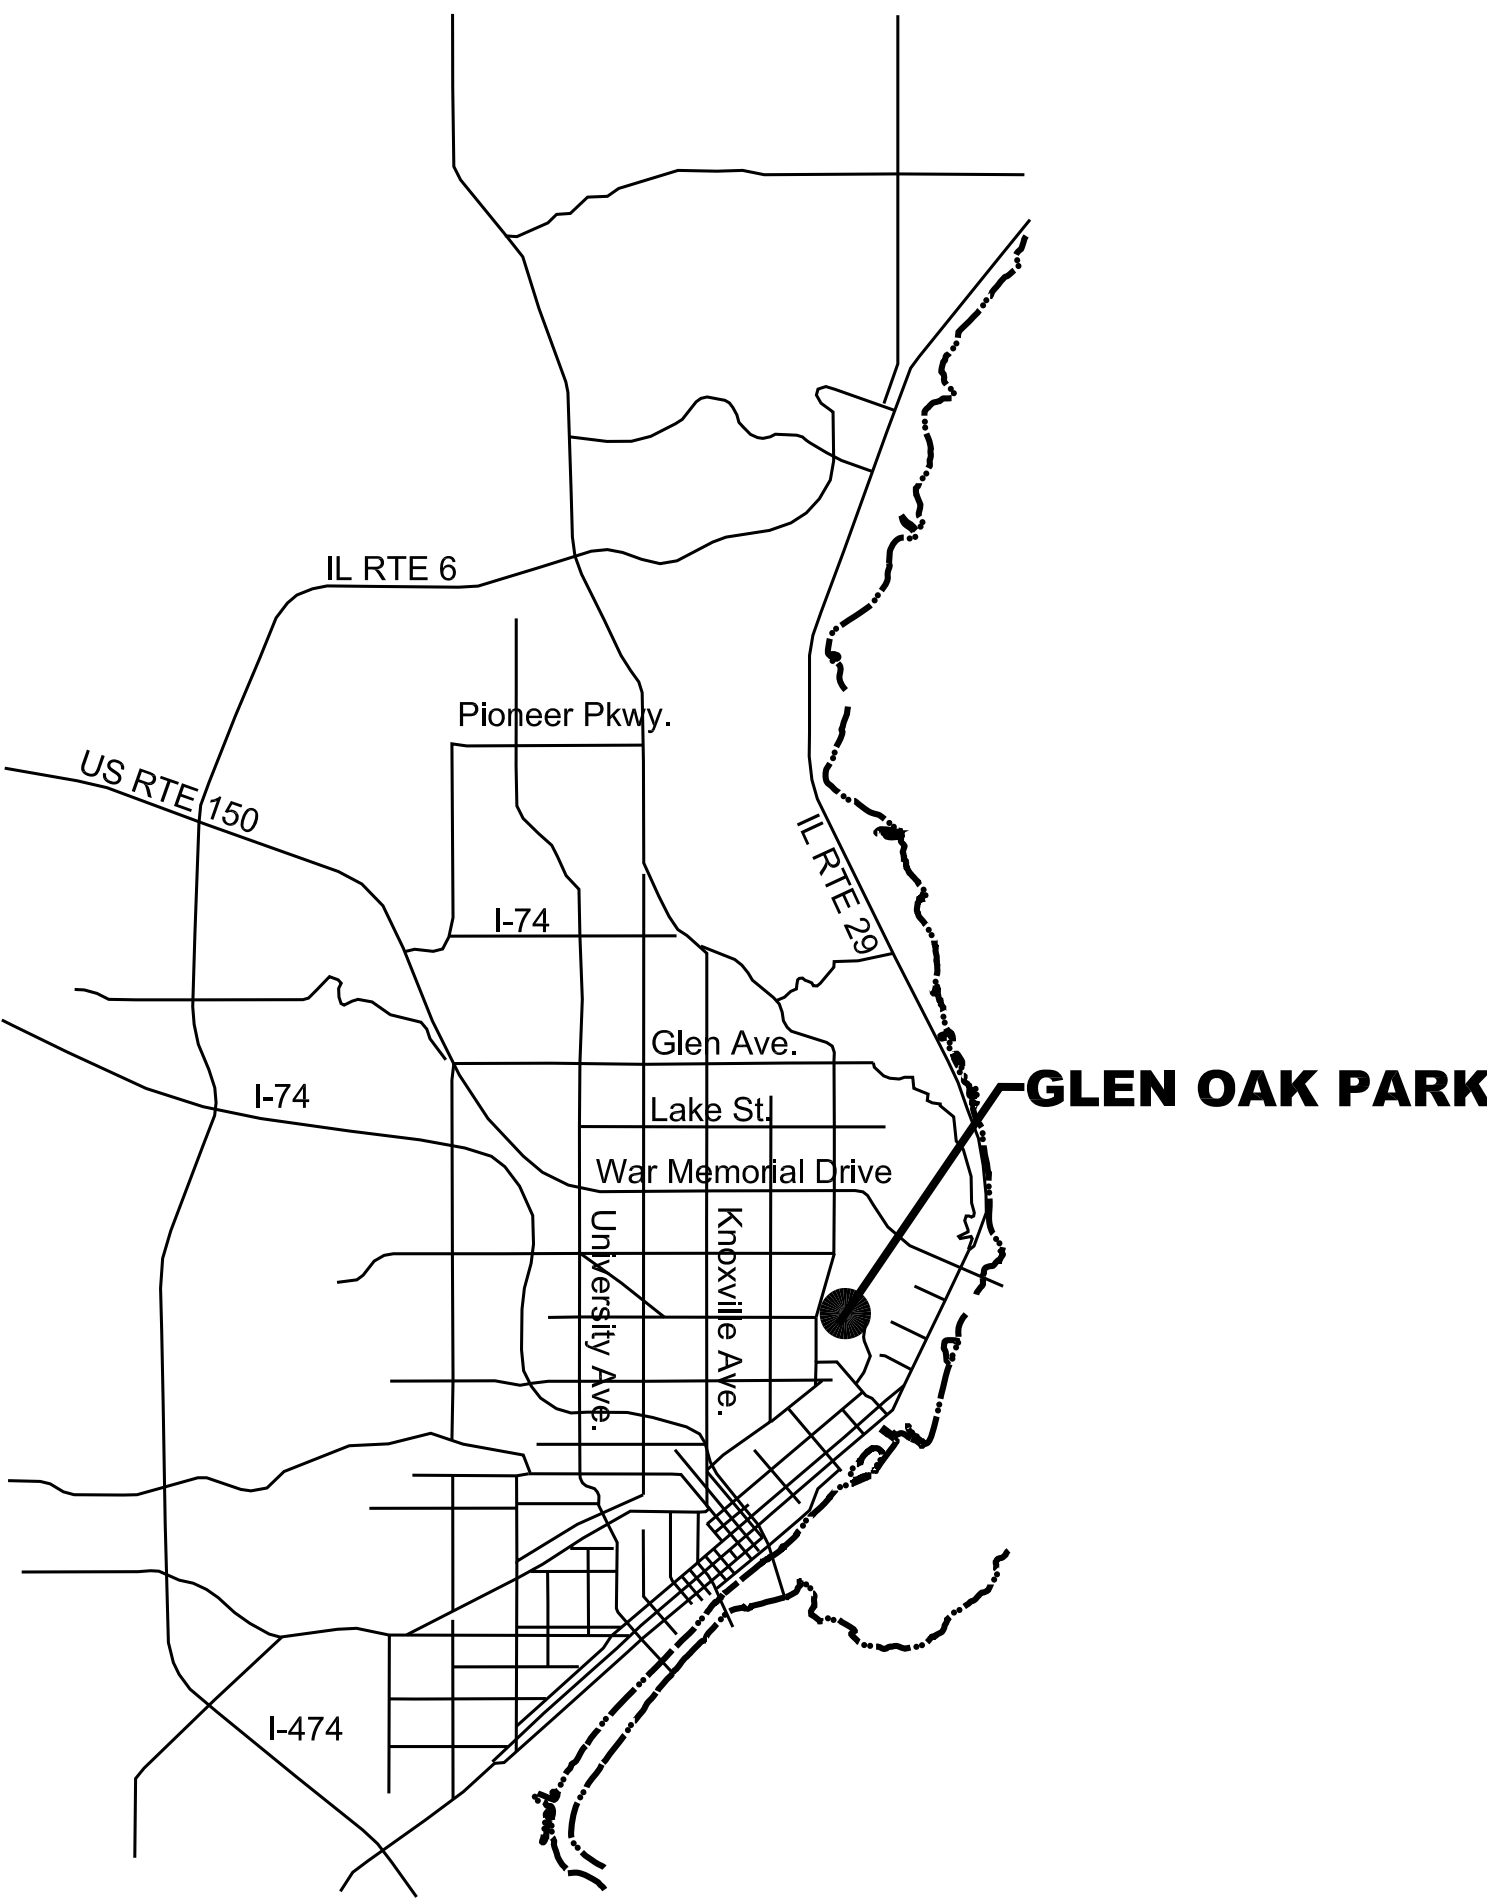 IL RTE 6
Pioneer Pkwy.
US RTE 150
IL RTE 29
I-74
Glen Ave.
GLEN OAK PARK
I-74
Lake St.
War Memorial Drive
University Ave.
Knoxville Ave.
I-474